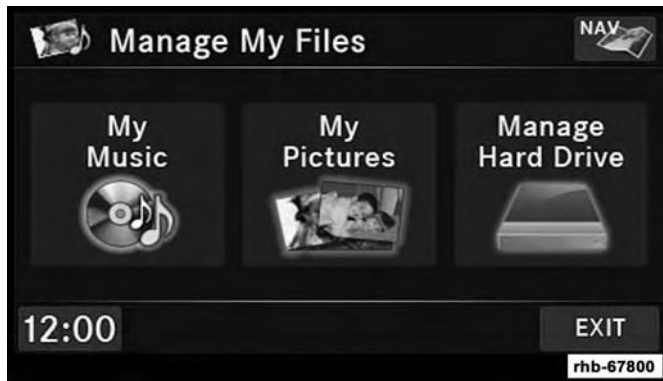 Manage My Files
NAV
My
Music
My
Pictures
Manage
Hard Drive
12:00
EXIT
rhb-67800